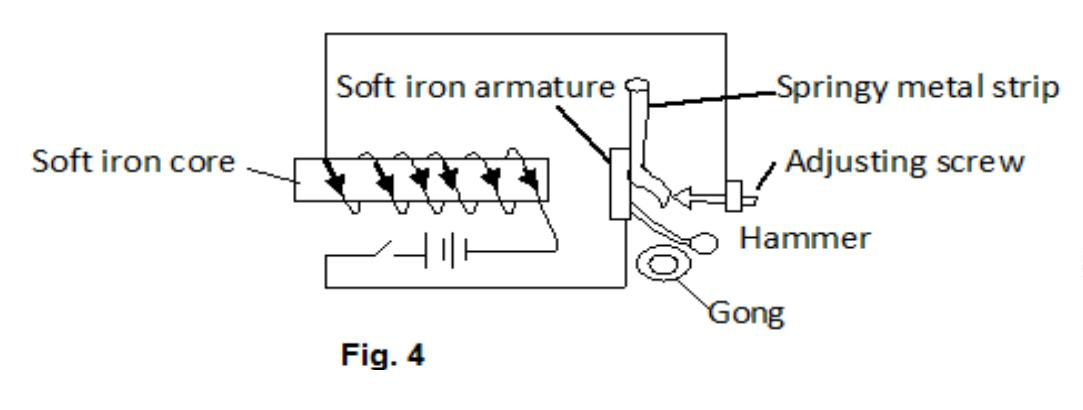 Soft iron armature
Springy metal strip
Soft iron core
Adjusting screw
Hammer
Gong
Fig. 4